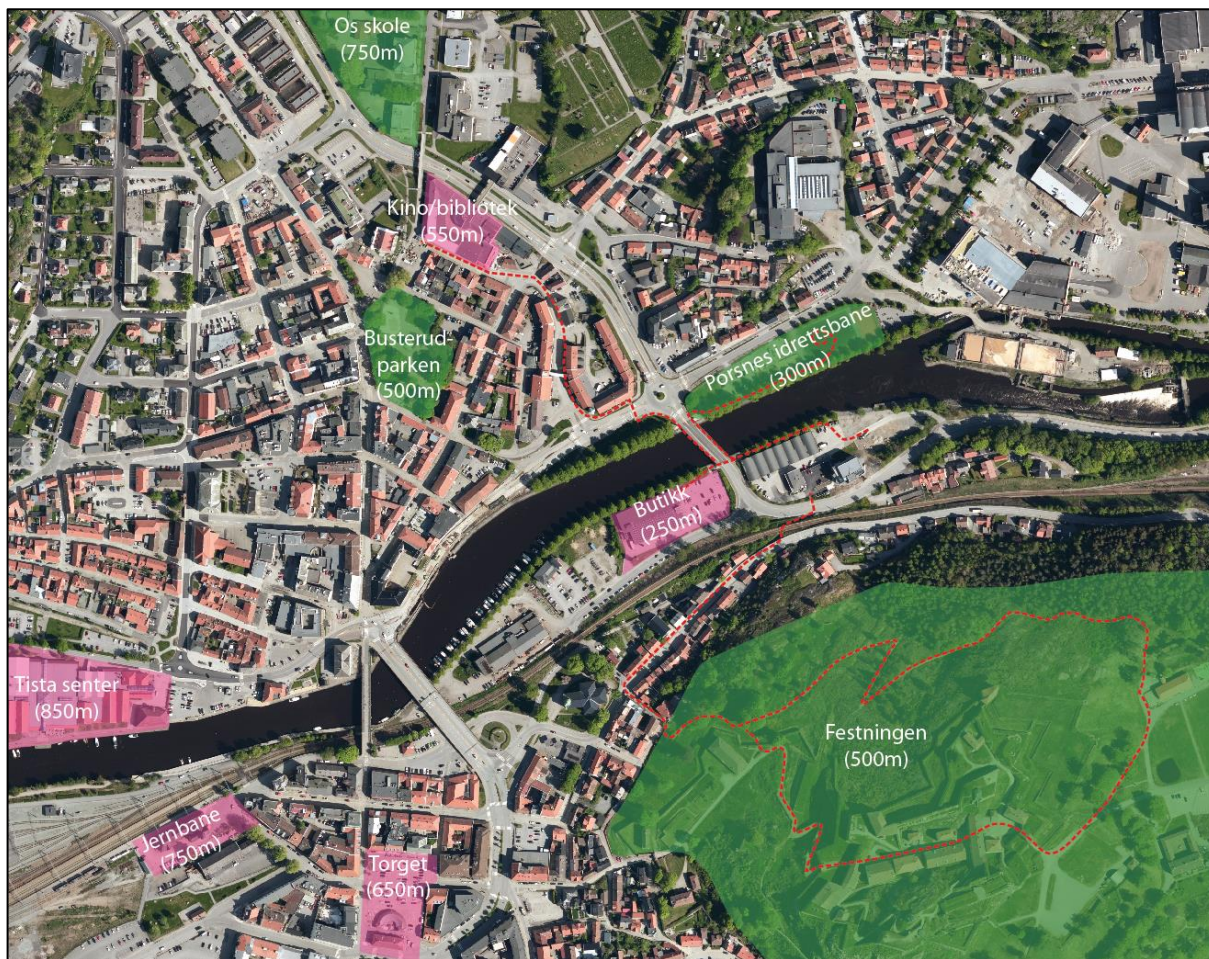 Os skole
(750m)
Kino/bibliotek
(550m)
Busterud-
parken
(500m)
Porsnes idrettsbane
(300m)
Butikk
(250m)
Tista senter
(850m)
Festningen
(500m)
Jernbane
(750m)
Torget
(650m)